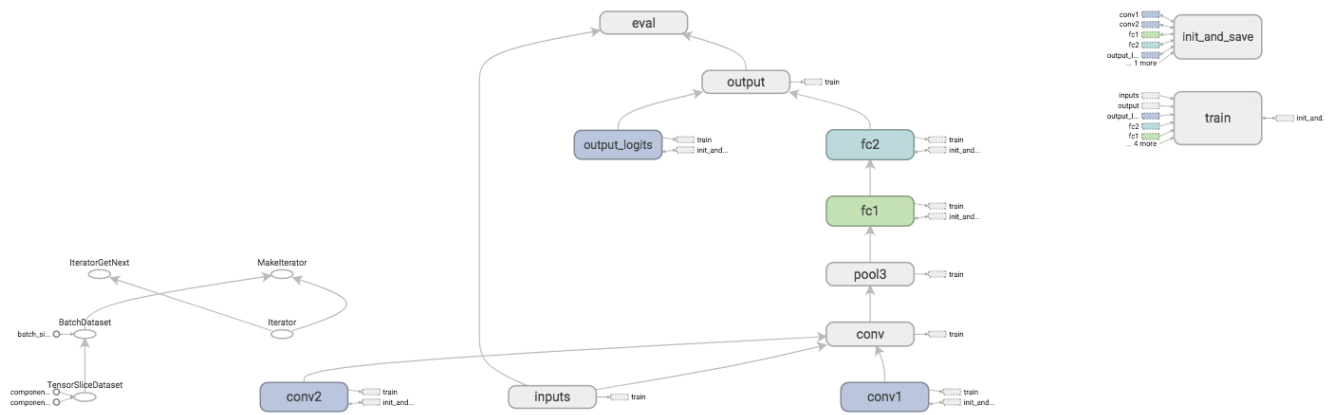 eval
output
train
output_logits
train
init_and...
fc2
train
init_and...
fc1
train
init_and...
pool3
train
conv
train
conv2
train
init_and...
inputs
train
conv1
train
init_and...
IteratorGetNext
MakeIterator
BatchDataset
batch_si...
Iterator
TensorSliceDataset
componen...
componen...
conv1
conv2
fc1
fc2
output_l...
... 1 more
init_and_save
inputs
output
output_l...
fc2
fc1
... 4 more
train
init_and.